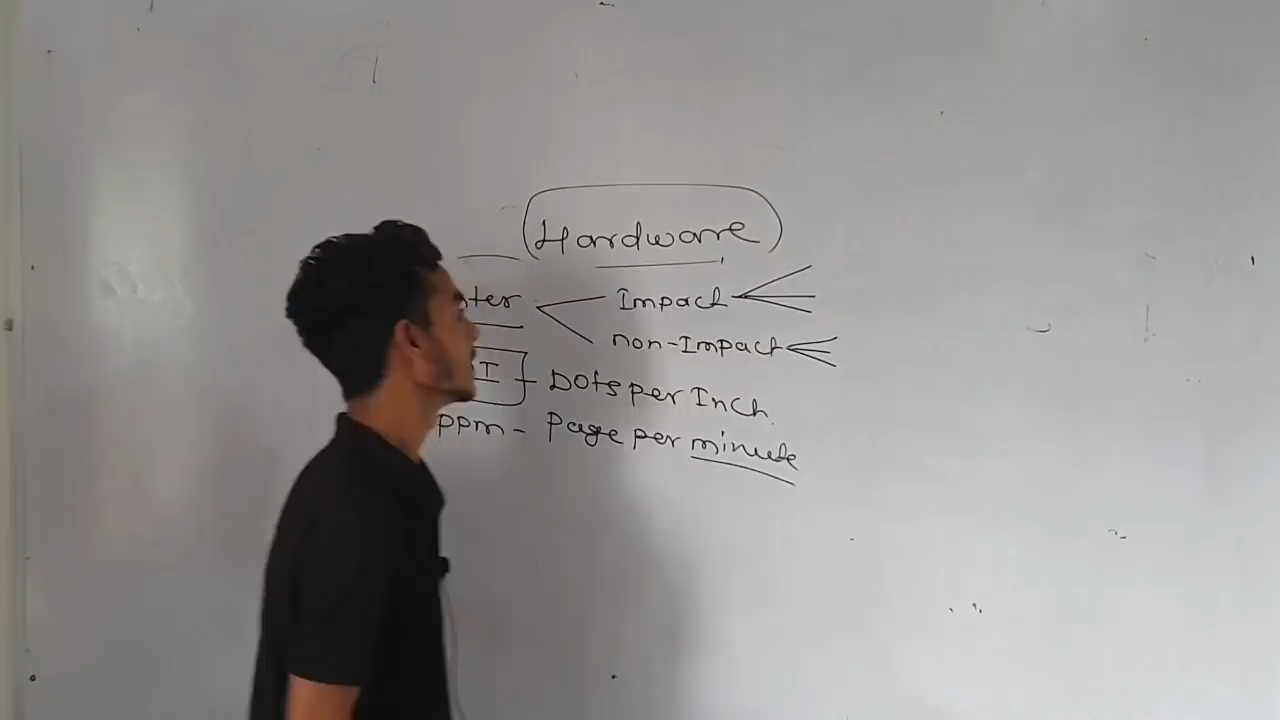 Hardware
ter Impact
non-Impact
I - Dots per Inch
ppm - Page per minute